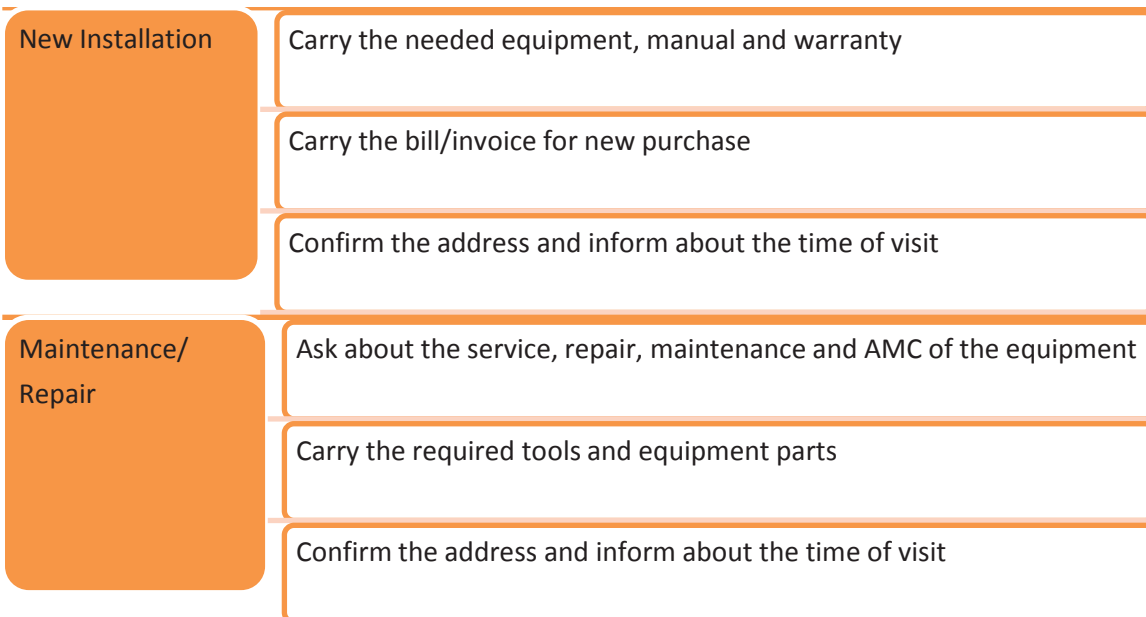 New Installation
Carry the needed equipment, manual and warranty
Carry the bill/invoice for new purchase
Confirm the address and inform about the time of visit
Maintenance/
Repair
Ask about the service, repair, maintenance and AMC of the equipment
Carry the required tools and equipment parts
Confirm the address and inform about the time of visit